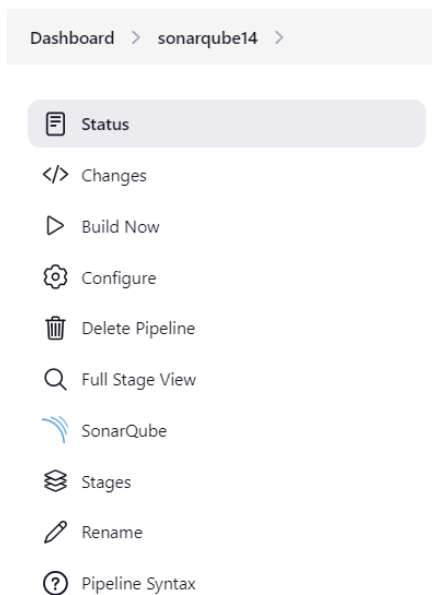 Dashboard > sonarqube14 >
Status
</> Changes
Build Now
Configure
Delete Pipeline
Full Stage View
SonarQube
Stages
Rename
? Pipeline Syntax